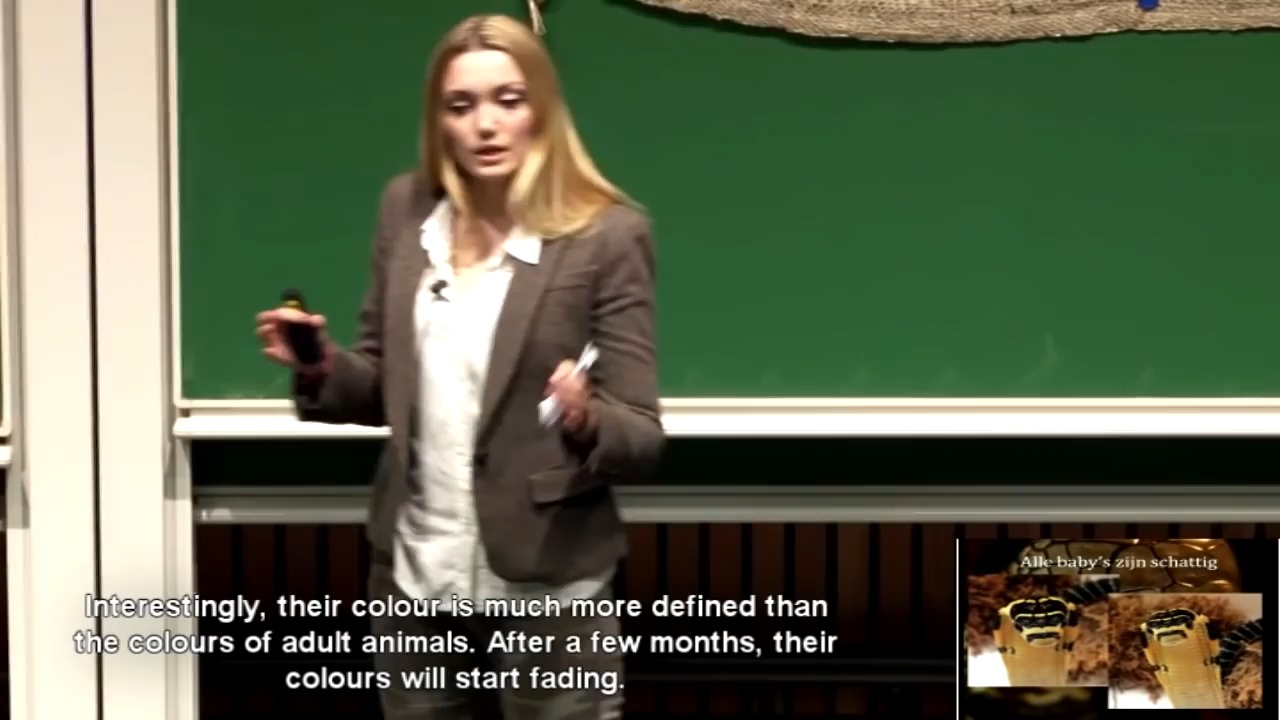 Alle baby's zijn schattig
Interestingly, their colour is much more defined than
the colours of adult animals. After a few months, their
colours will start fading.